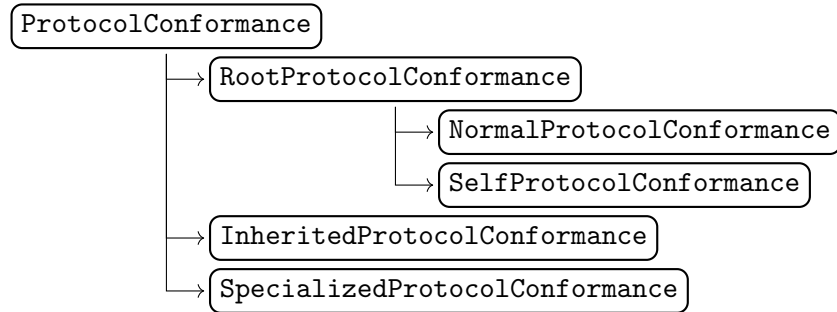 ProtocolConformance
RootProtocolConformance
NormalProtocolConformance
SelfProtocolConformance
InheritedProtocolConformance
SpecializedProtocolConformance